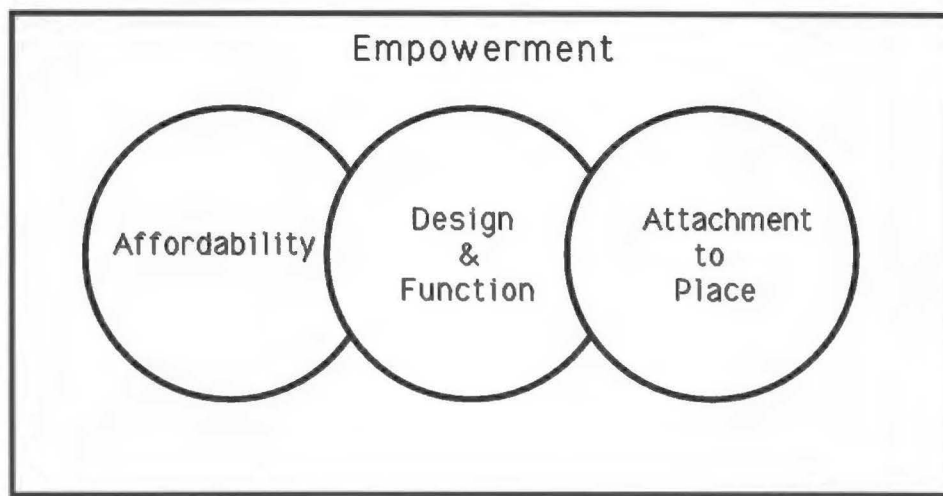 Empowerment
Affordability
Design
&
Function
Attachment
to
Place